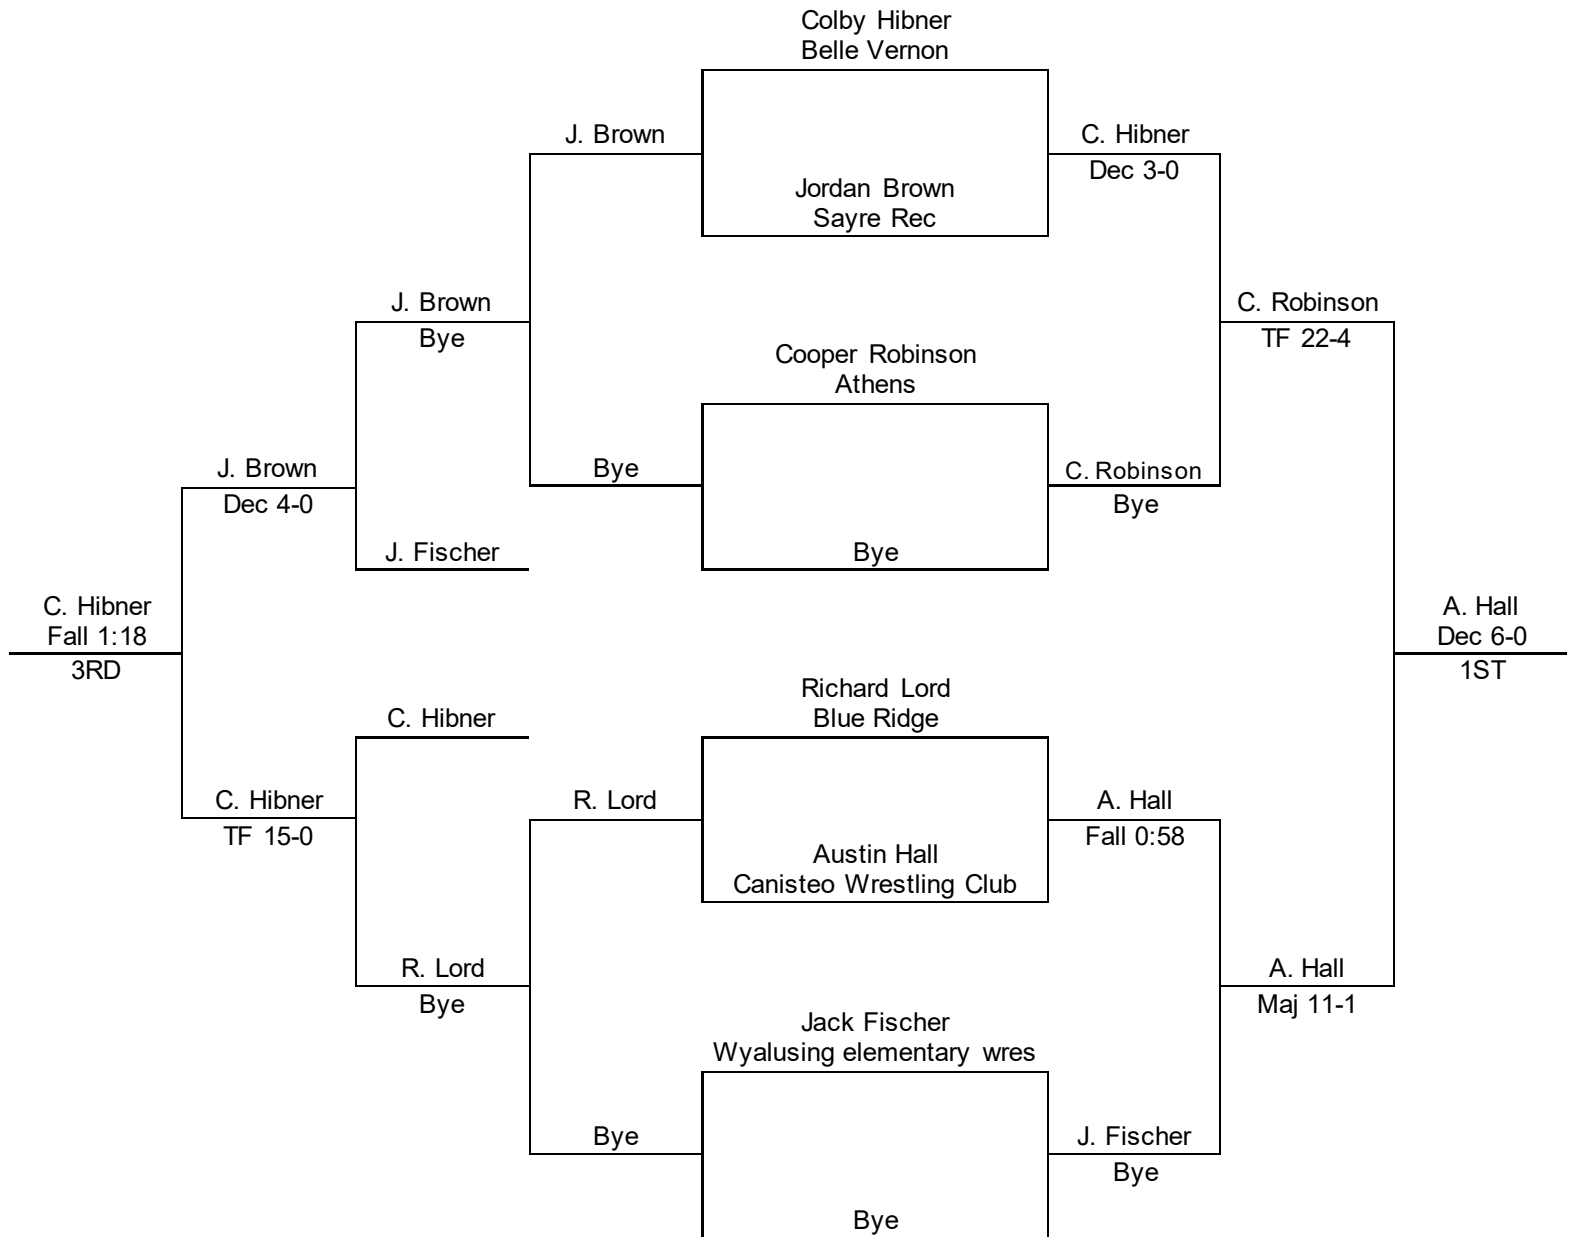 Colby Hibner
Belle Vernon
J. Brown
C. Hibner
Dec 3-0
Jordan Brown
Sayre Rec
J. Brown
Bye
C. Robinson
TF 22-4
Cooper Robinson
Athens
J. Brown
Dec 4-0
Bye
C. Robinson
Bye
J. Fischer
Bye
C. Hibner
Fall 1:18
3RD
A. Hall
Dec 6-0
1ST
Richard Lord
Blue Ridge
C. Hibner
C. Hibner
TF 15-0
R. Lord
A. Hall
Fall 0:58
Austin Hall
Canisteo Wrestling Club
R. Lord
Bye
A. Hall
Maj 11-1
Jack Fischer
Wyalusing elementary wres
Bye
J. Fischer
Bye
Bye